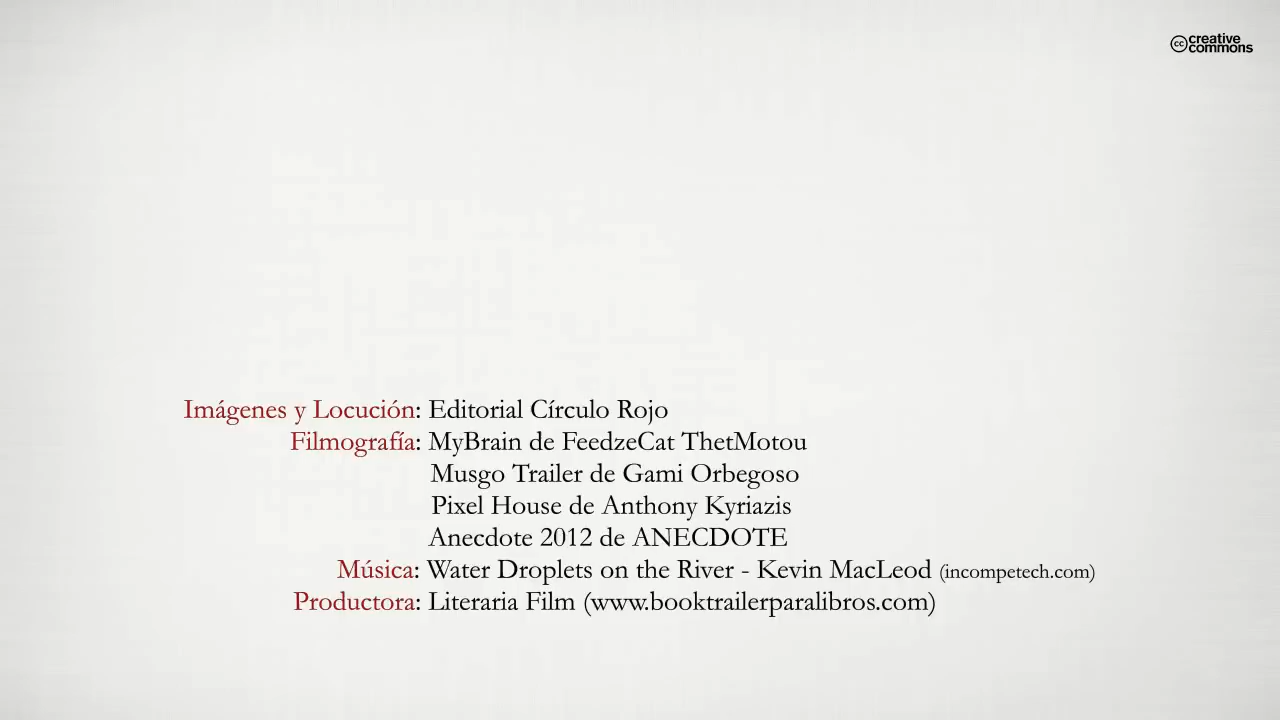 cc creative
commons
Imágenes y Locución: Editorial Círculo Rojo
Filmografía: MyBrain de FeedzeCat ThetMotou
Musgo Trailer de Gami Orbegoso
Pixel House de Anthony Kyriazis
Anecdote 2012 de ANECDOTE
Música: Water Droplets on the River - Kevin MacLeod (incompetech.com)
Productora: Literaria Film (www.booktrailerparalibros.com)